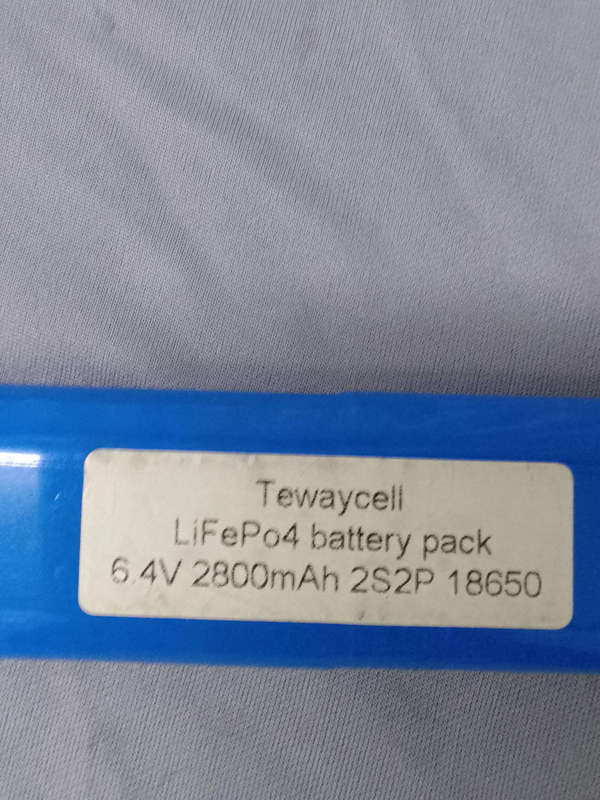 Tewaycell
LiFePo4 battery pack
6.4V 2800mAh 2S2P 18650